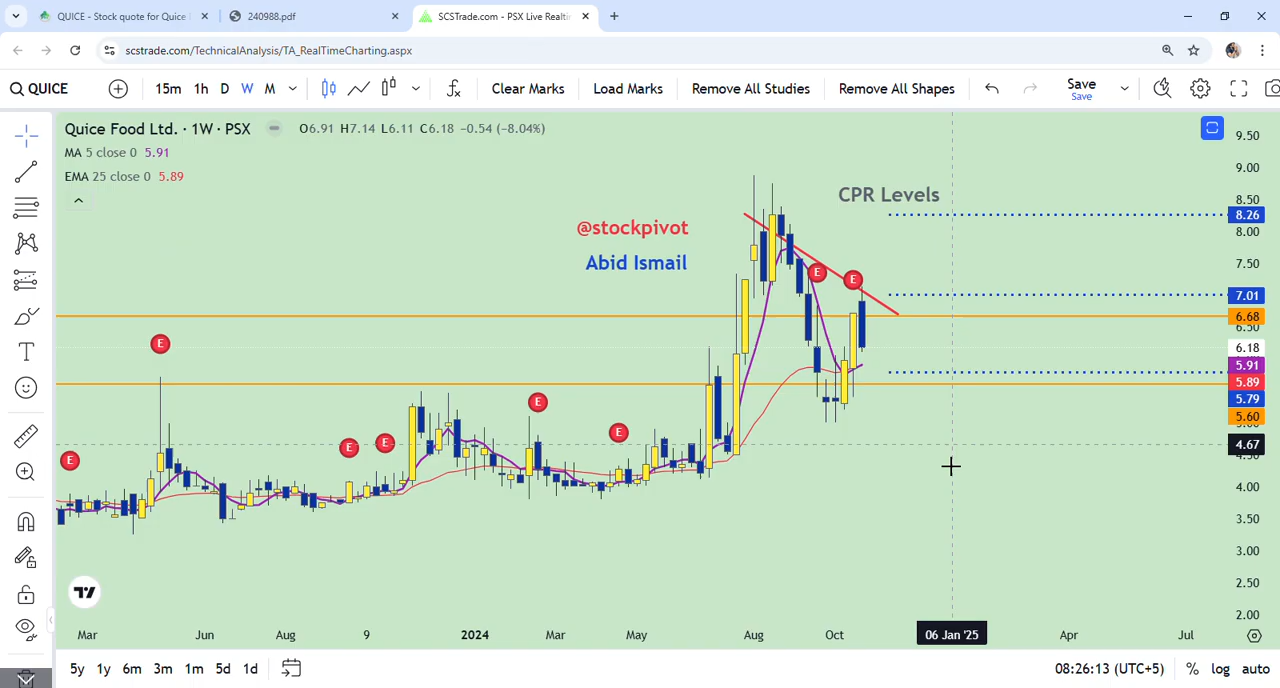 QUICE - Stock quote for Quice
240988.pdf
SCSTrade.com - PSX Live Realti
scstrade.com/TechnicalAnalysis/TA_RealTimeCharting.aspx
QUICE 15m 1h D W M Clear Marks Load Marks Remove All Studies Remove All Shapes Save
Save
Quice Food Ltd. · 1W · PSX O6.91 H7.14 L6.11 C6.18 −0.54 (−8.04%)
MA 5 close 0 5.91
EMA 25 close 0 5.89
CPR Levels
@stockpivot
Abid Ismail
E
E
E
E
E
E
E
E
9.50
9.00
8.50
8.26
8.00
7.50
7.01
6.68
6.50
6.18
5.91
5.89
5.79
5.60
4.67
4.50
4.00
3.50
3.00
2.50
2.00
Mar Jun Aug 9 2024 Mar May Aug Oct 06 Jan '25 Apr Jul
5y 1y 6m 3m 1m 5d 1d 08:26:13 (UTC+5) % log auto